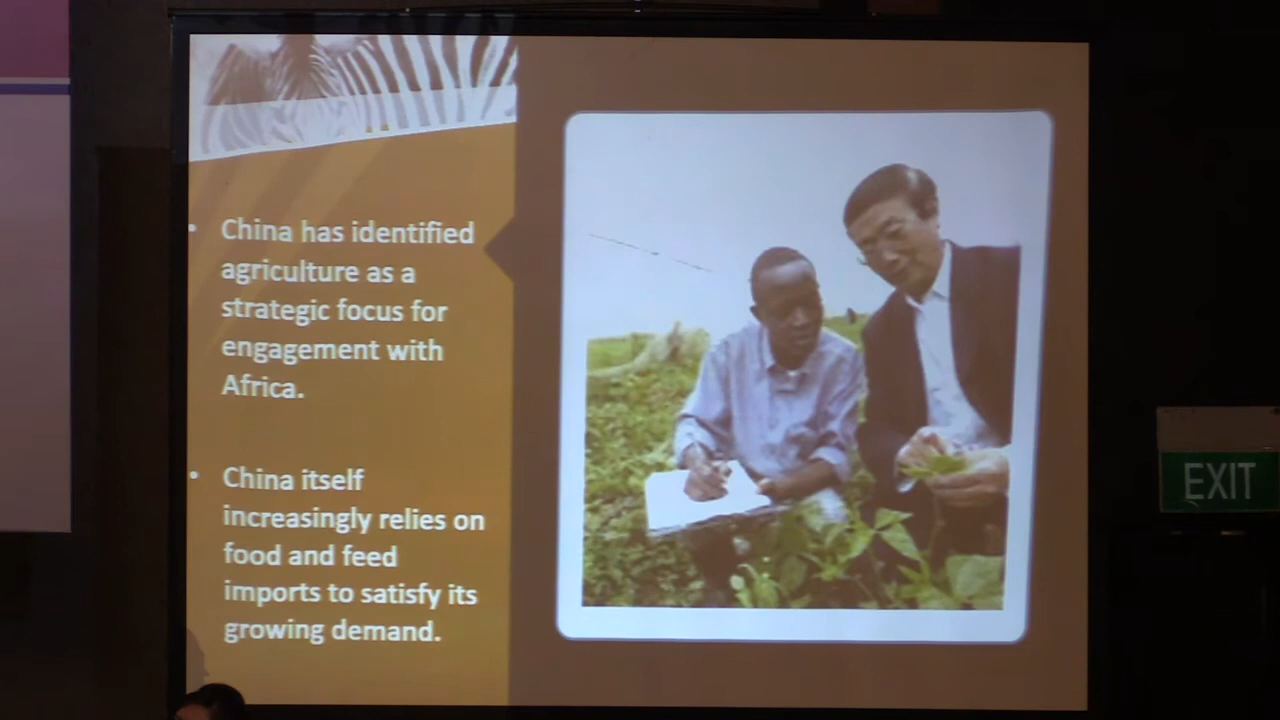 • China has identified
agriculture as a
strategic focus for
engagement with
Africa.
• China itself
increasingly relies on
food and feed
imports to satisfy its
growing demand.
EXIT